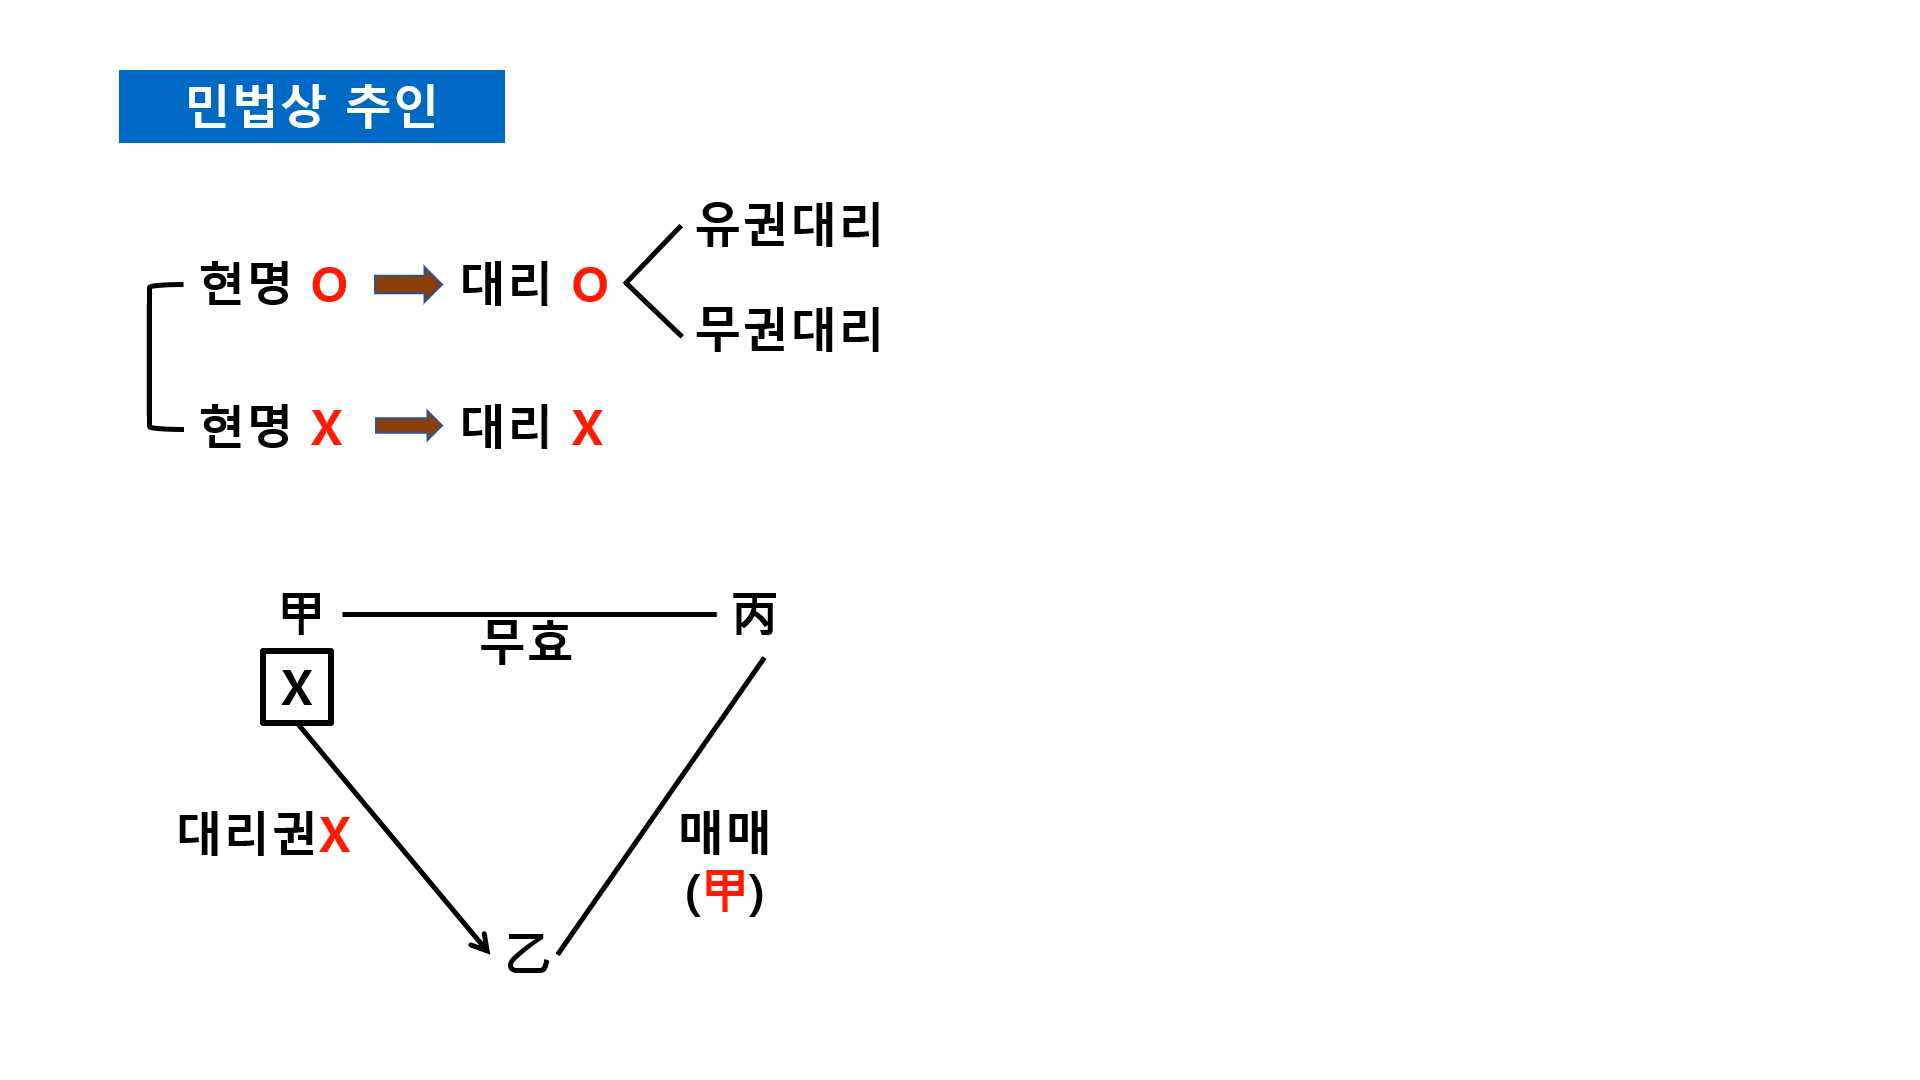 민법상 추인
유권대리
현명 O 대리 O
무권대리
현명 X 대리 X
甲 丙
무효
X
대리권X 매매
(甲)
乙